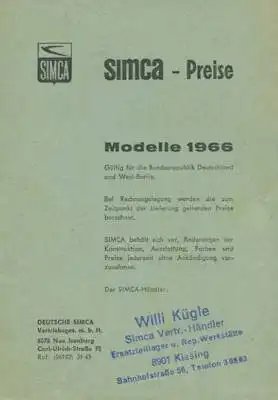 SIMCA
SIMCA - Preise
Modelle 1966
Gültig für die Bundesrepublik Deutschland
und West-Berlin.
Bei Rechnungslegung werden die zum
Zeitpunkt der Lieferung geltenden Preise
berechnet.
SIMCA behält sich vor, Änderungen der
Konstruktion, Ausstattung, Farben und
Preise jederzeit ohne Ankündigung vor-
zunehmen.
Der SIMCA-Händler:
DEUTSCHE SIMCA
Vertriebsges. m. b. H.
6078 Neu Isenburg
Carl-Ulrich-Straße
Ruf: (06102)
Willi Kügle
Simca Vertr.-Händler
Ersatzteillager u. Rep. Werkstätte
8901 Kissing
Bahnhofstraße 56, Telefon